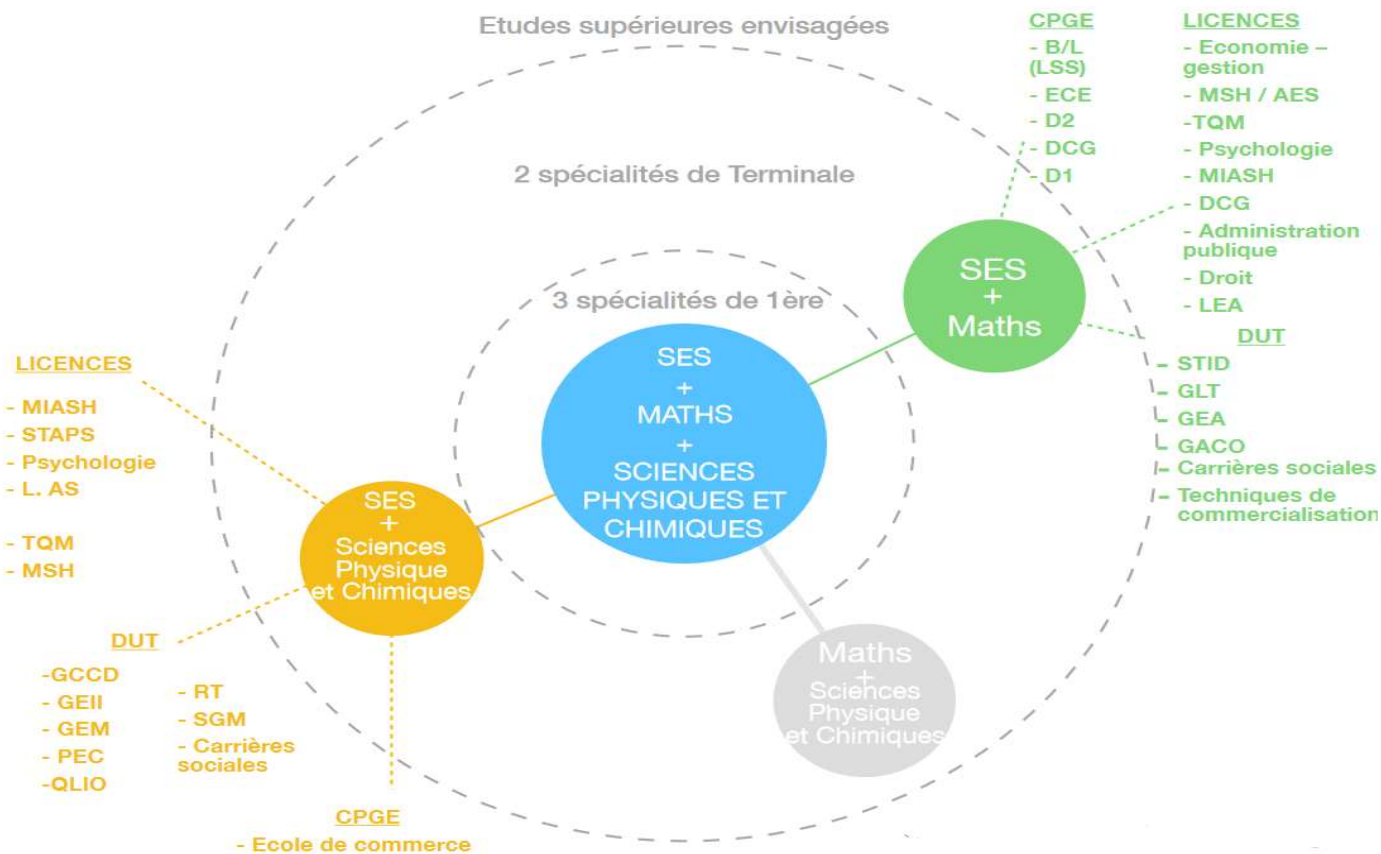 Etudes supérieures envisagées
2 spécialités de Terminale
3 spécialités de 1ère
SES
+
MATHS
+
SCIENCES
PHYSIQUES ET
CHIMIQUES
SES
+
Maths
CPGE
- B/L
(LSS)
- ECE
- D2
- DCG
- D1
LICENCES
- Economie –
gestion
- MSH / AES
-TQM
- Psychologie
- MIASH
- DCG
- Administration
publique
- Droit
- LEA
DUT
- STID
- GLT
- GEA
- GACO
- Carrières sociales
- Techniques de
commercialisation
LICENCES
- MIASH
- STAPS
- Psychologie
- L. AS
- TQM
- MSH
SES
+
Sciences
Physique
et Chimiques
DUT
-GCCD
- GEII
- GEM
- PEC
-QLIO
- RT
- SGM
- Carrières
sociales
CPGE
- Ecole de commerce
Maths
+
Sciences
Physique
et Chimiques